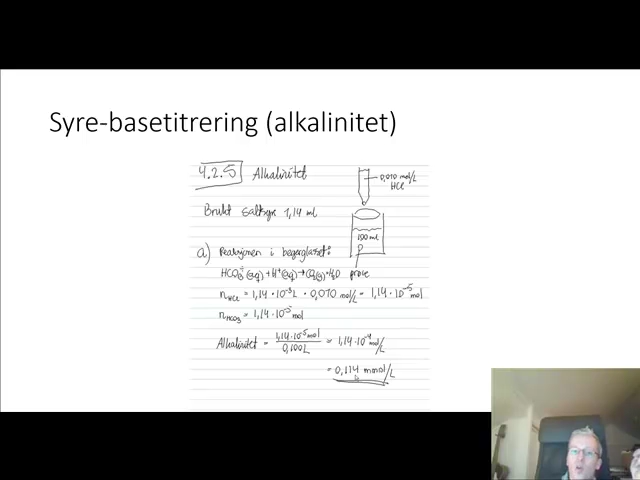 Syre-basetitrering (alkalinitet)
4.2.5 Alkalinitet
0,010 mol/L
HCl
Brukt saltsyre 1,14 ml
100 ml
a) Reaksjonen i begerglasset:
HCO₃⁻(aq) + H⁺(aq) → CO₂(g) + H₂O
prøve
n HCl = 1,14 · 10⁻³ L · 0,010 mol/L = 1,14 · 10⁻⁵ mol
n HCO₃ = 1,14 · 10⁻⁵ mol
Alkalinitet = 1,14 · 10⁻⁵ mol / 0,100 L = 1,14 · 10⁻⁴ mol/L
= 0,114 mmol/L